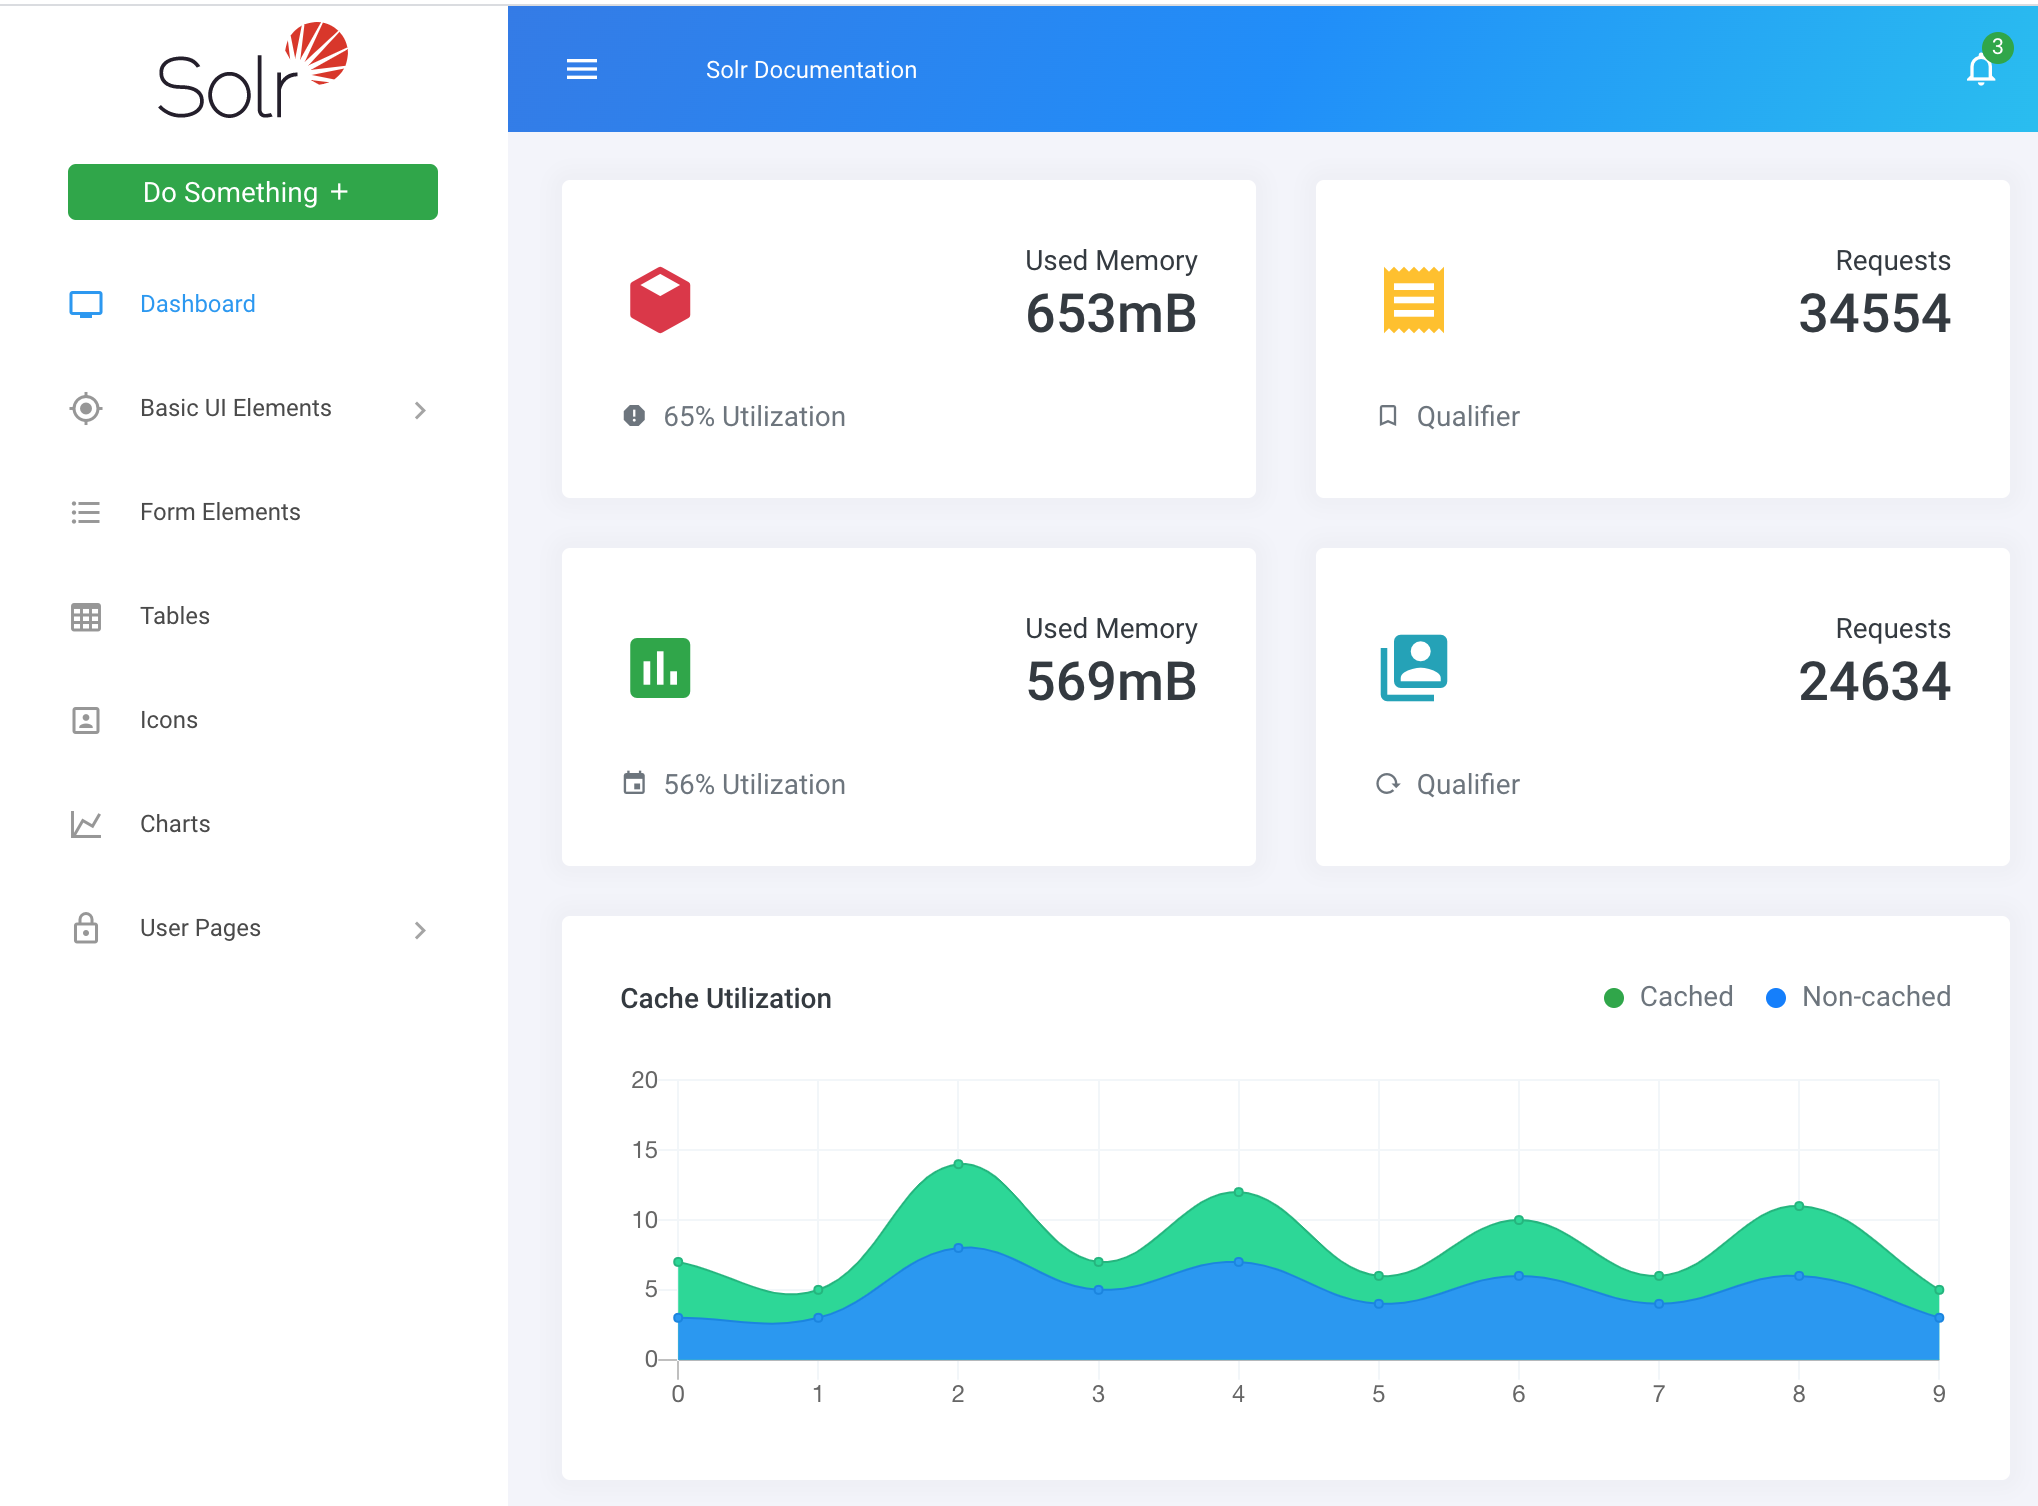 Solr
Do Something +
Dashboard
Basic UI Elements
Form Elements
Tables
Icons
Charts
User Pages
Solr Documentation
3
Used Memory
653mB
65% Utilization
Requests
34554
Qualifier
Used Memory
569mB
56% Utilization
Requests
24634
Qualifier
Cache Utilization
Cached Non-cached
20
15
10
5
0
0 1 2 3 4 5 6 7 8 9